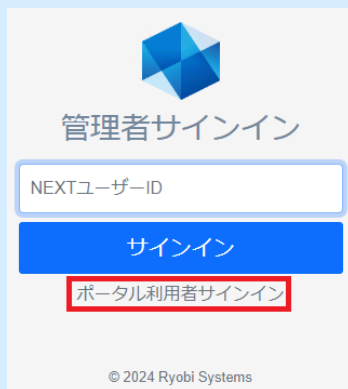 管理者サインイン
NEXTユーザーID
サインイン
ポータル利用者サインイン
© 2024 Ryobi Systems